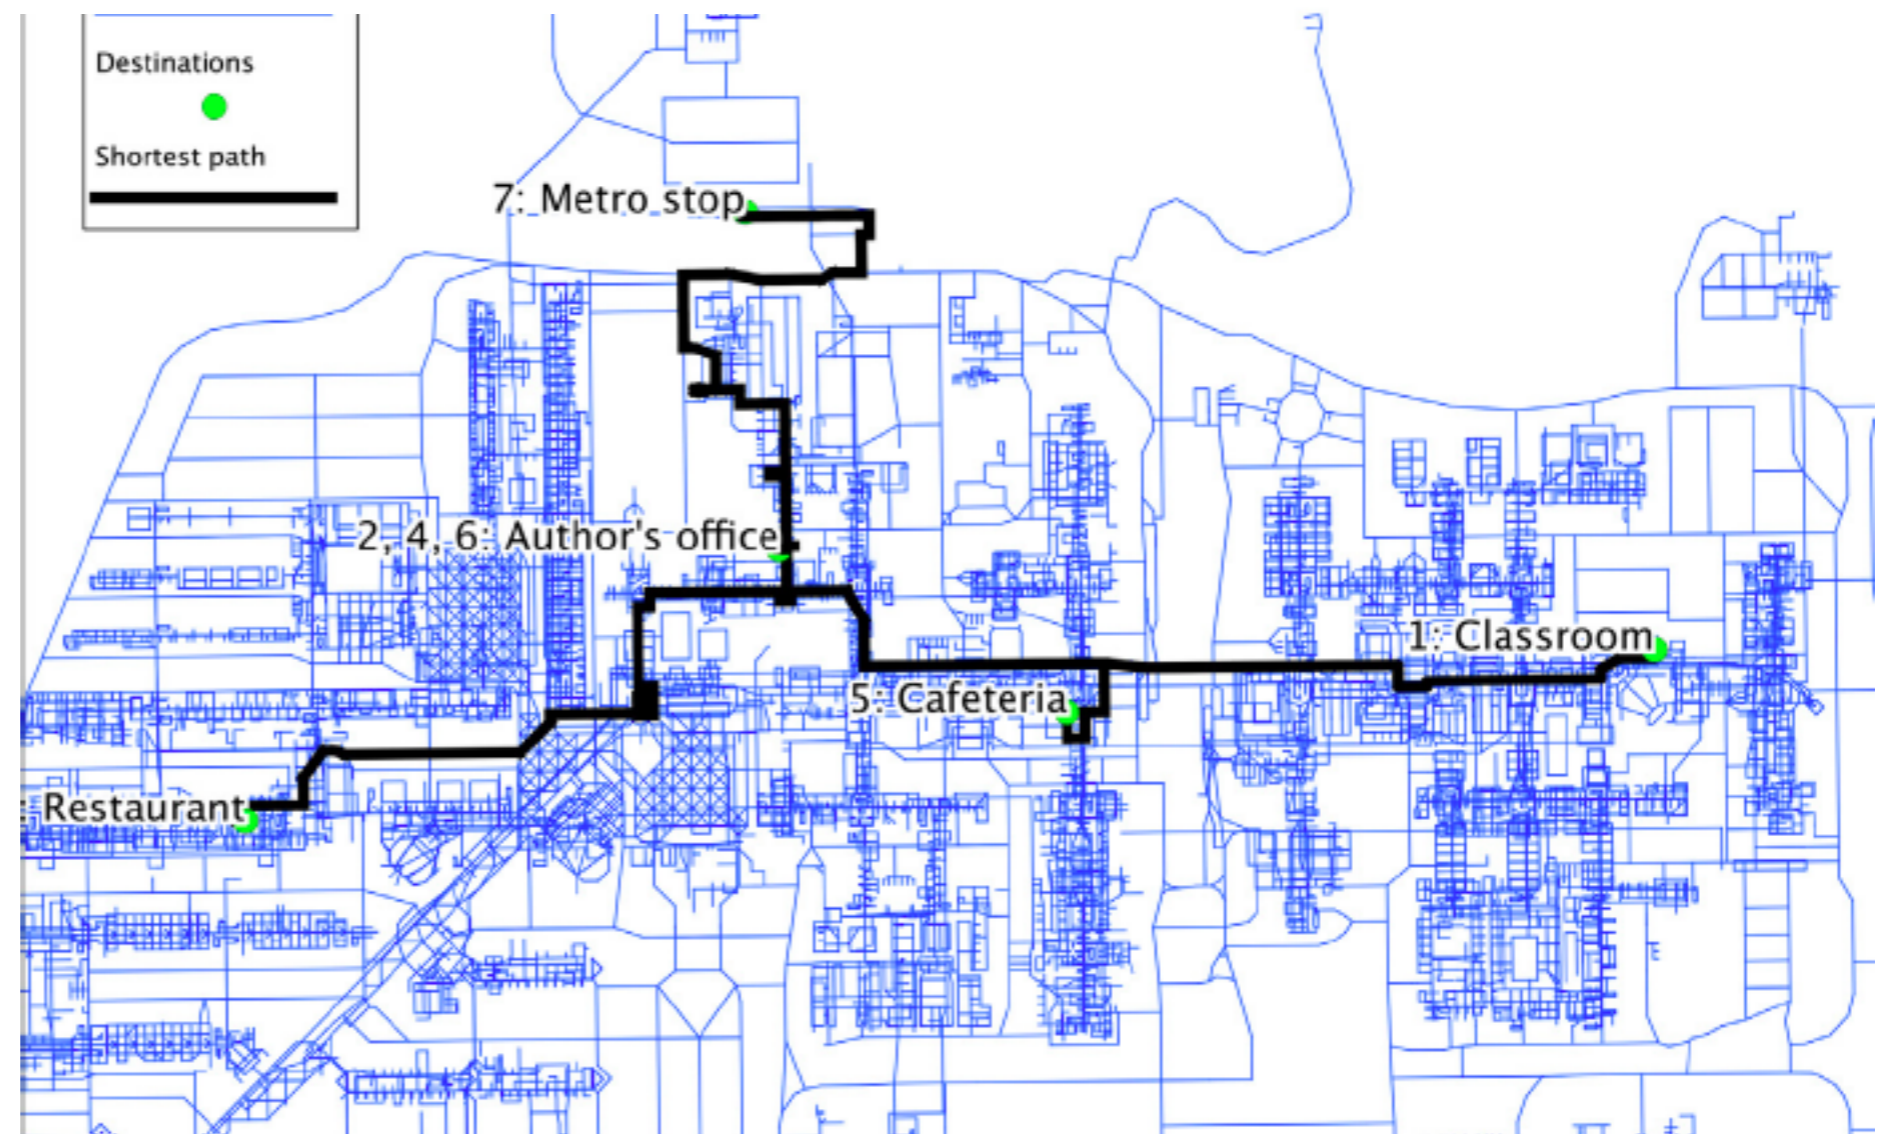 Destinations
Shortest path
7: Metro stop
2, 4, 6: Author's office
1: Classroom
5: Cafeteria
: Restaurant